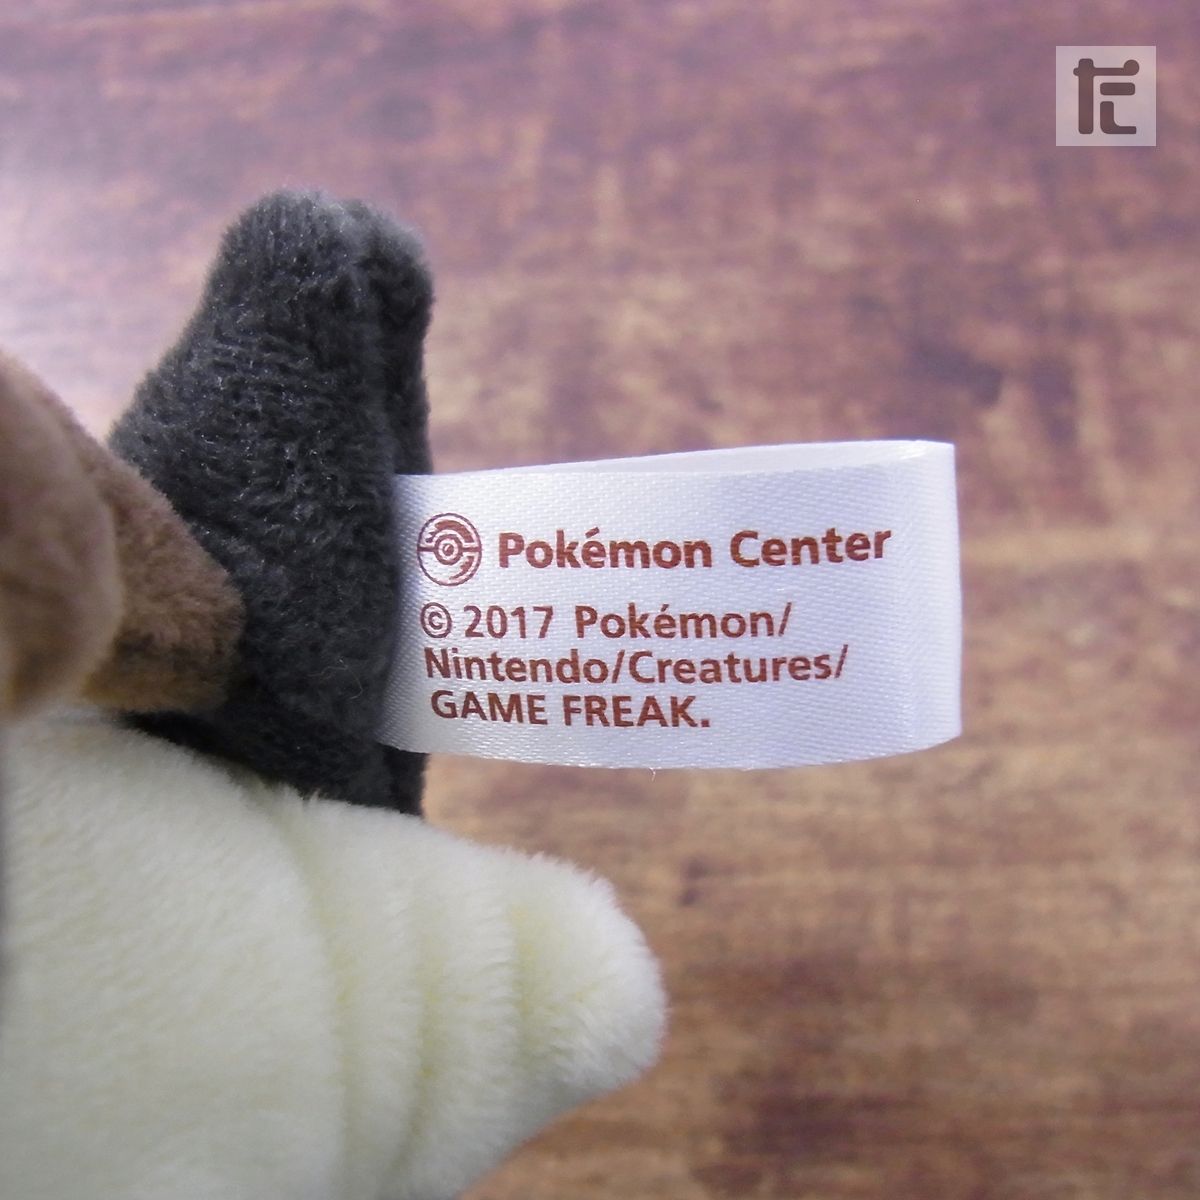 Pokémon Center
© 2017 Pokémon/
Nintendo/Creatures/
GAME FREAK.